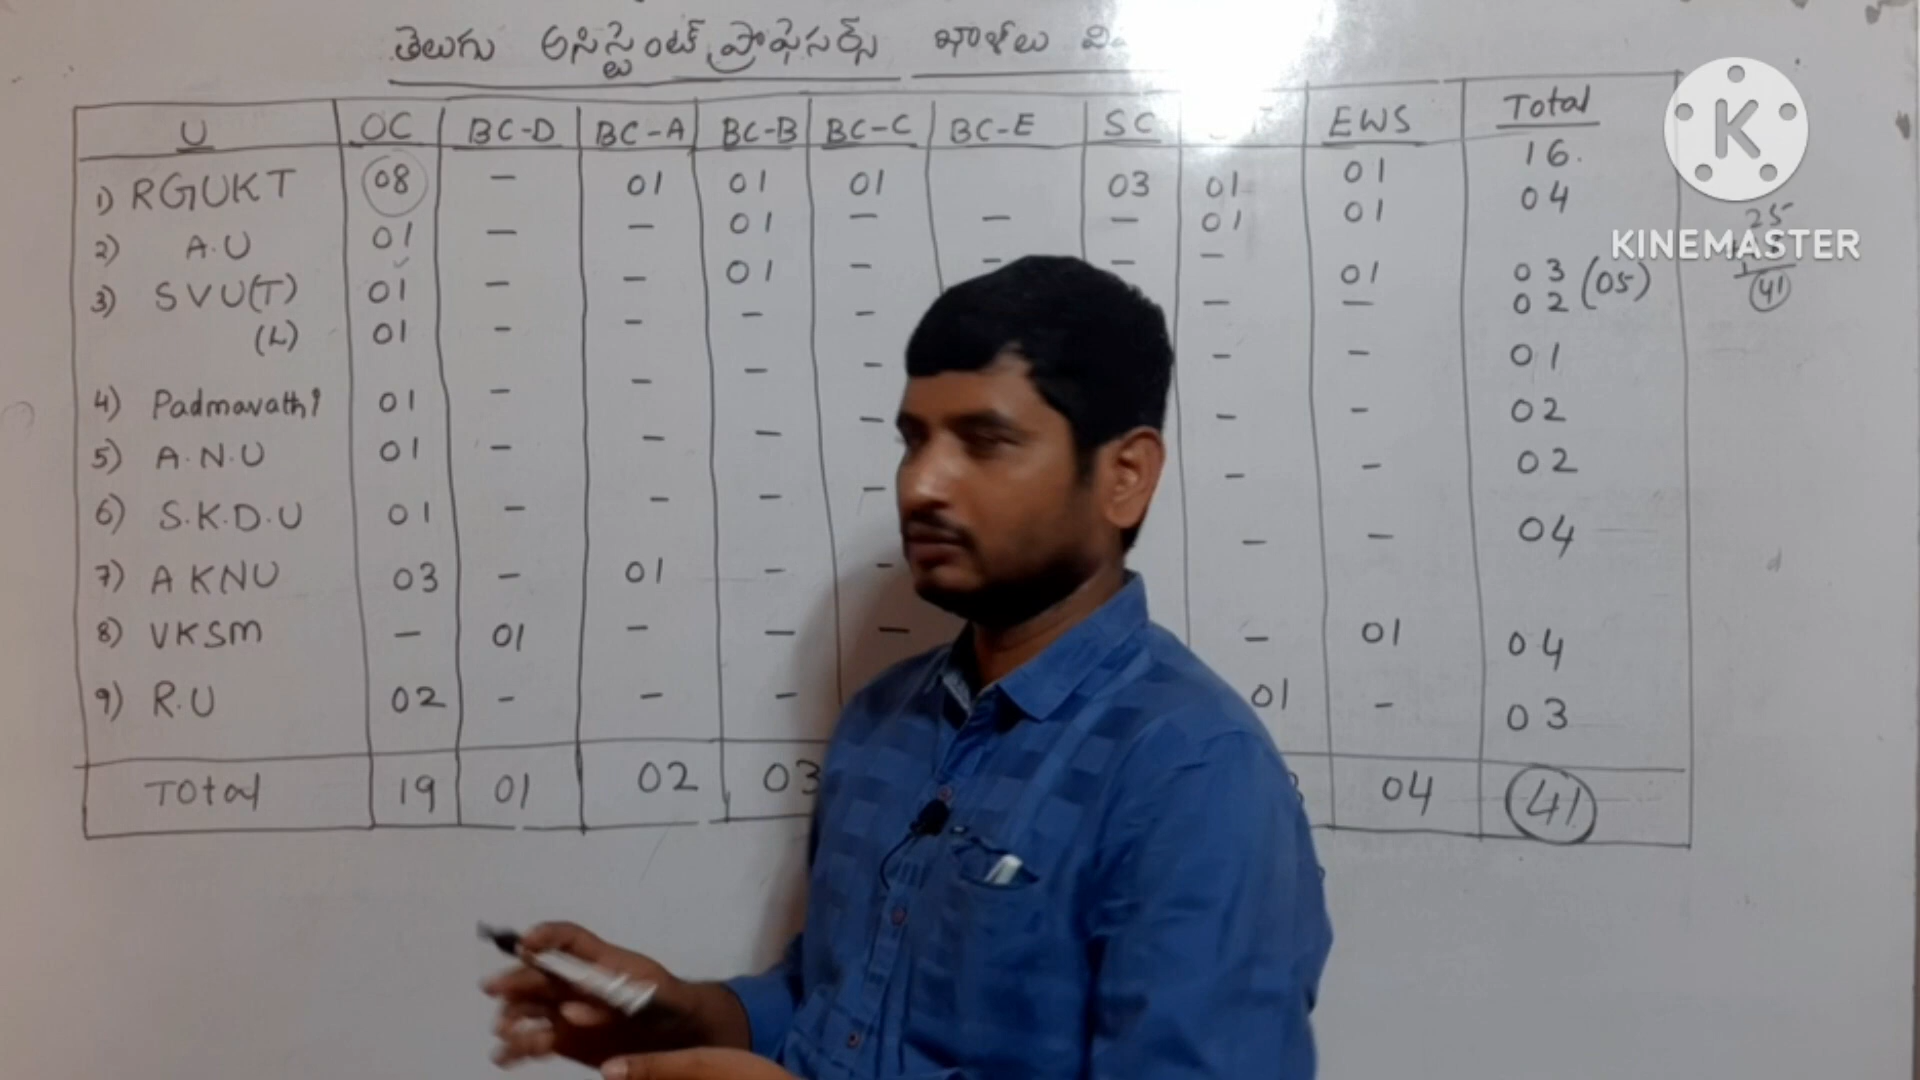 తెలుగు అసిస్టెంట్ ప్రొఫెసర్స్ ఖాళీలు
U OC BC-D BC-A BC-B BC-C BC-E SC EWS Total
1) RGUKT 08 - 01 01 01 03 01 01 16.
2) A.U 01 - - 01 - - - 01 01 04
3) SVU(T) 01 - - 01 - - - - 01 03 (05)
(L) 01 - - - - - - 02
4) Padmavathi 01 - - - - - - 01
5) A.N.U 01 - - - - - - 02
6) S.K.D.U 01 - - - - - - 02
7) AKNU 03 - 01 - - - - 04
8) VKSM - 01 - - - - 01 04
9) R.U 02 - - - 01 - 03
Total 19 01 02 03 04 41
25
41
K
KINEMASTER